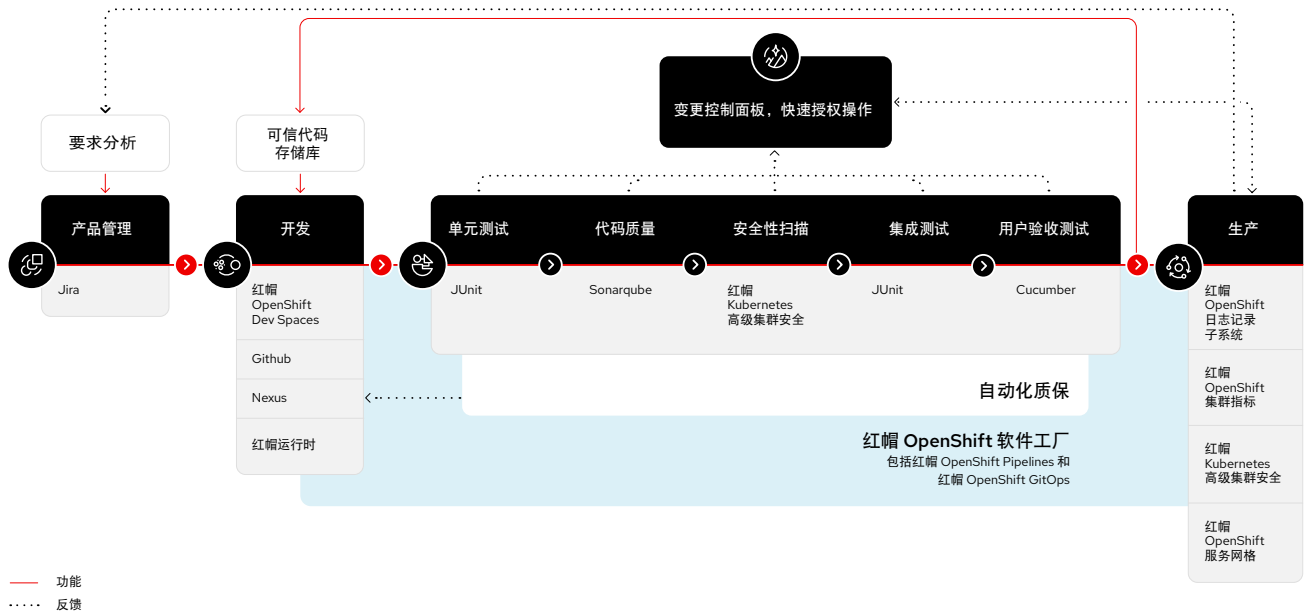 变更控制面板，快速授权操作
要求分析
可信代码
存储库
产品管理
开发
单元测试
代码质量
安全性扫描
集成测试
用户验收测试
生产
Jira
红帽
OpenShift
Dev Spaces
Github
Nexus
红帽运行时
JUnit
Sonarqube
红帽
Kubernetes
高级集群安全
JUnit
Cucumber
红帽
OpenShift
日志记录
子系统
红帽
OpenShift
集群指标
红帽
Kubernetes
高级集群安全
红帽
OpenShift
服务网格
自动化质保
红帽 OpenShift 软件工厂
包括红帽 OpenShift Pipelines 和
红帽 OpenShift GitOps
功能
反馈